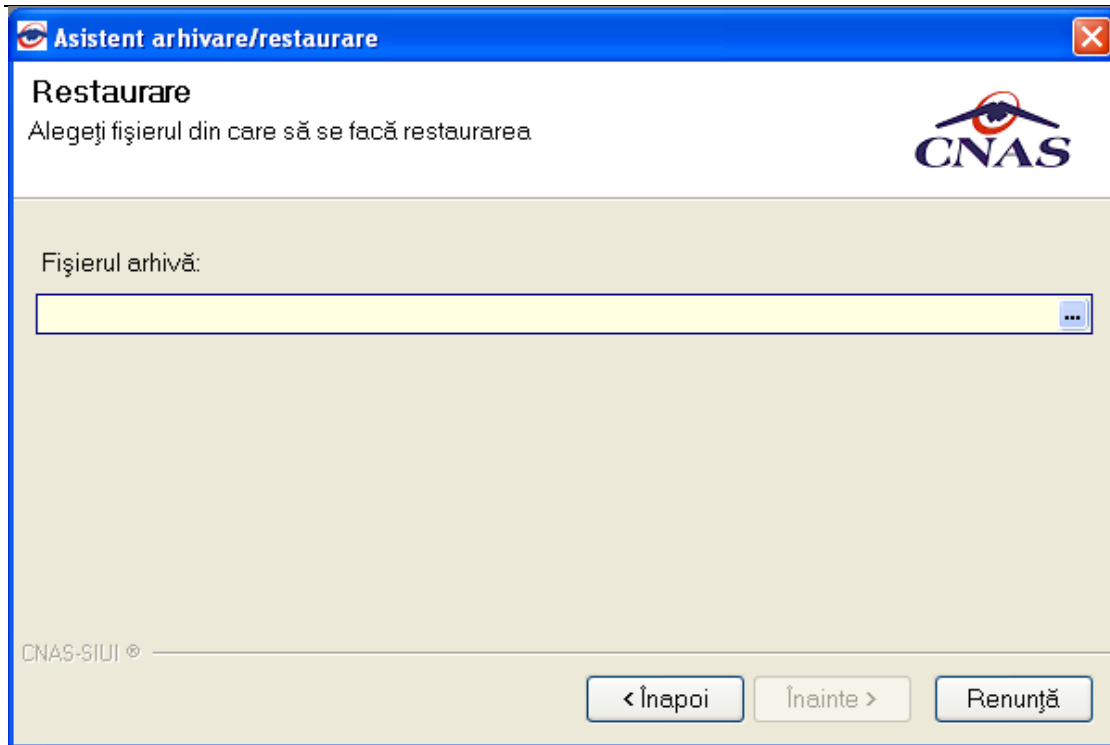 Asistent arhivare/restaurare
Restaurare
Alegeţi fişierul din care să se facă restaurarea
CNAS
Fişierul arhivă:
...
CNAS-SIUI ®
< Înapoi
Înainte >
Renunţă